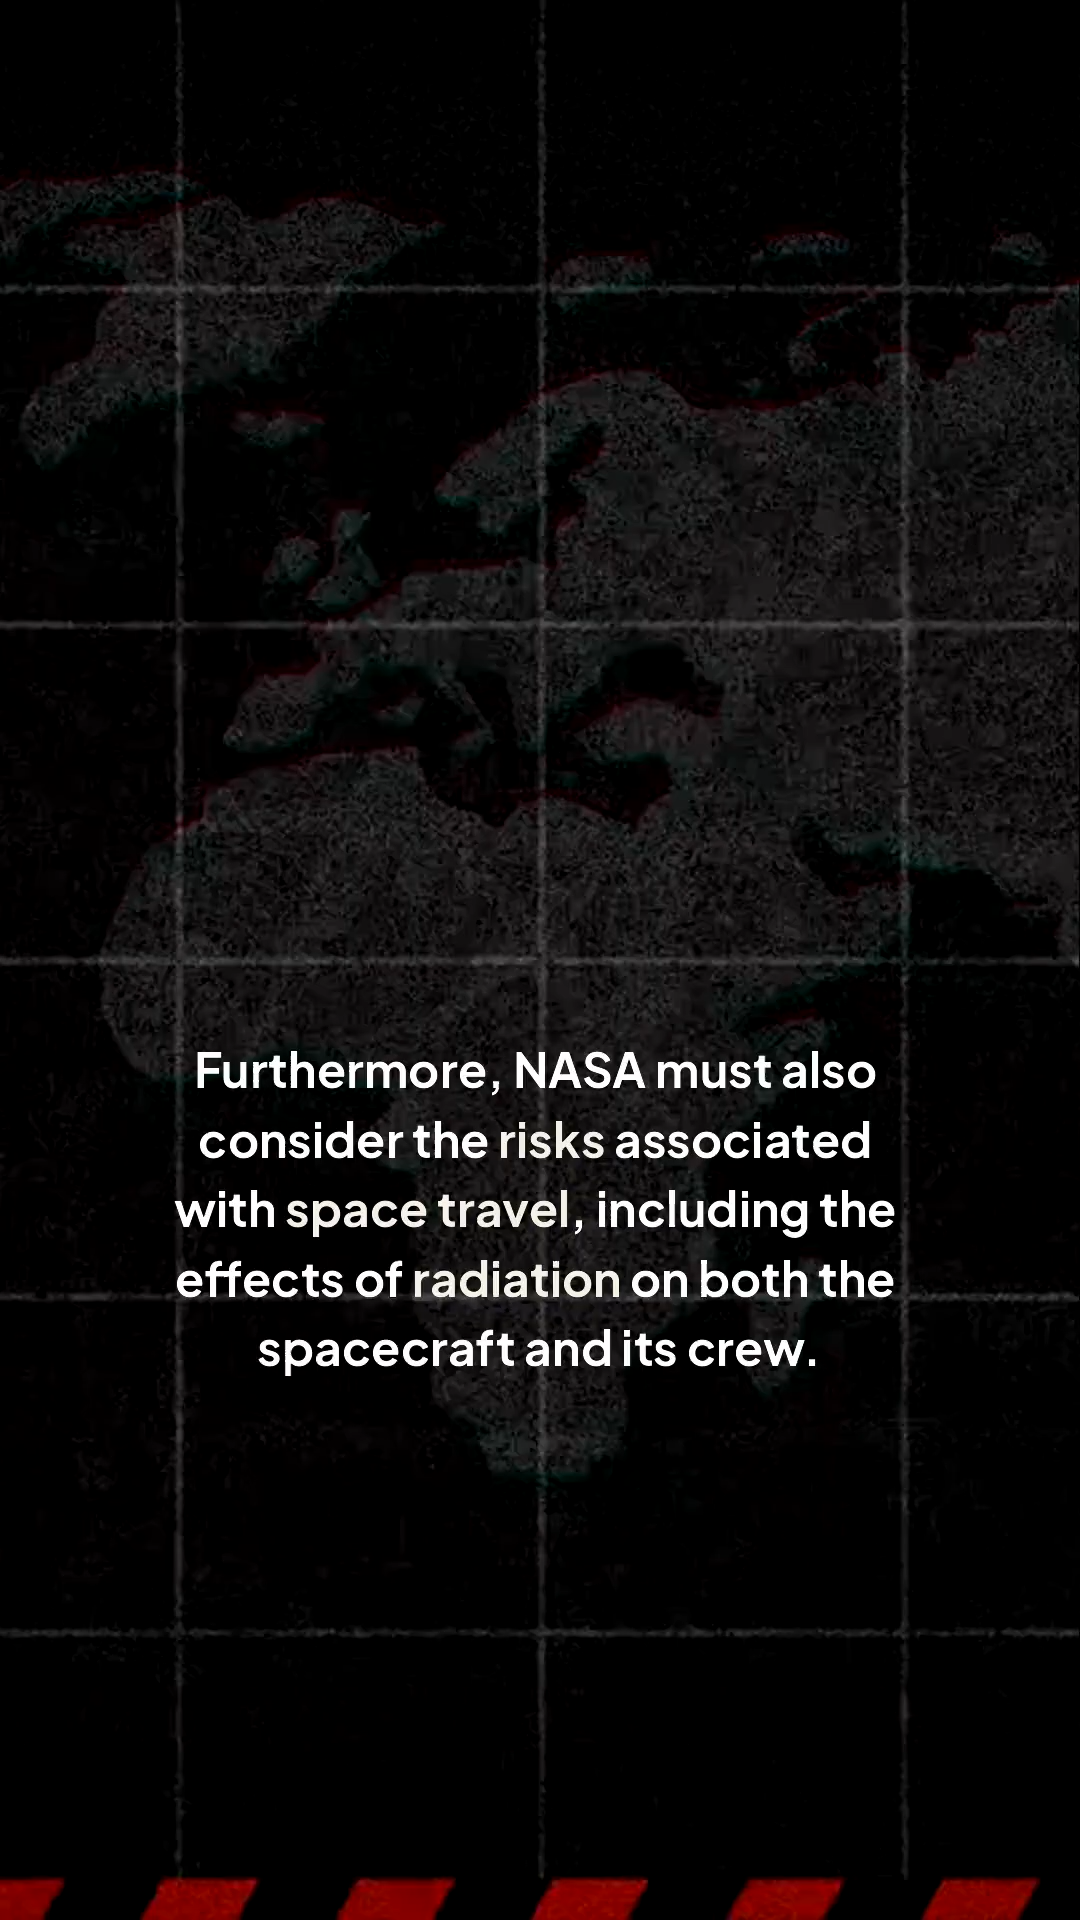 Furthermore, NASA must also
consider the risks associated
with space travel, including the
effects of radiation on both the
spacecraft and its crew.